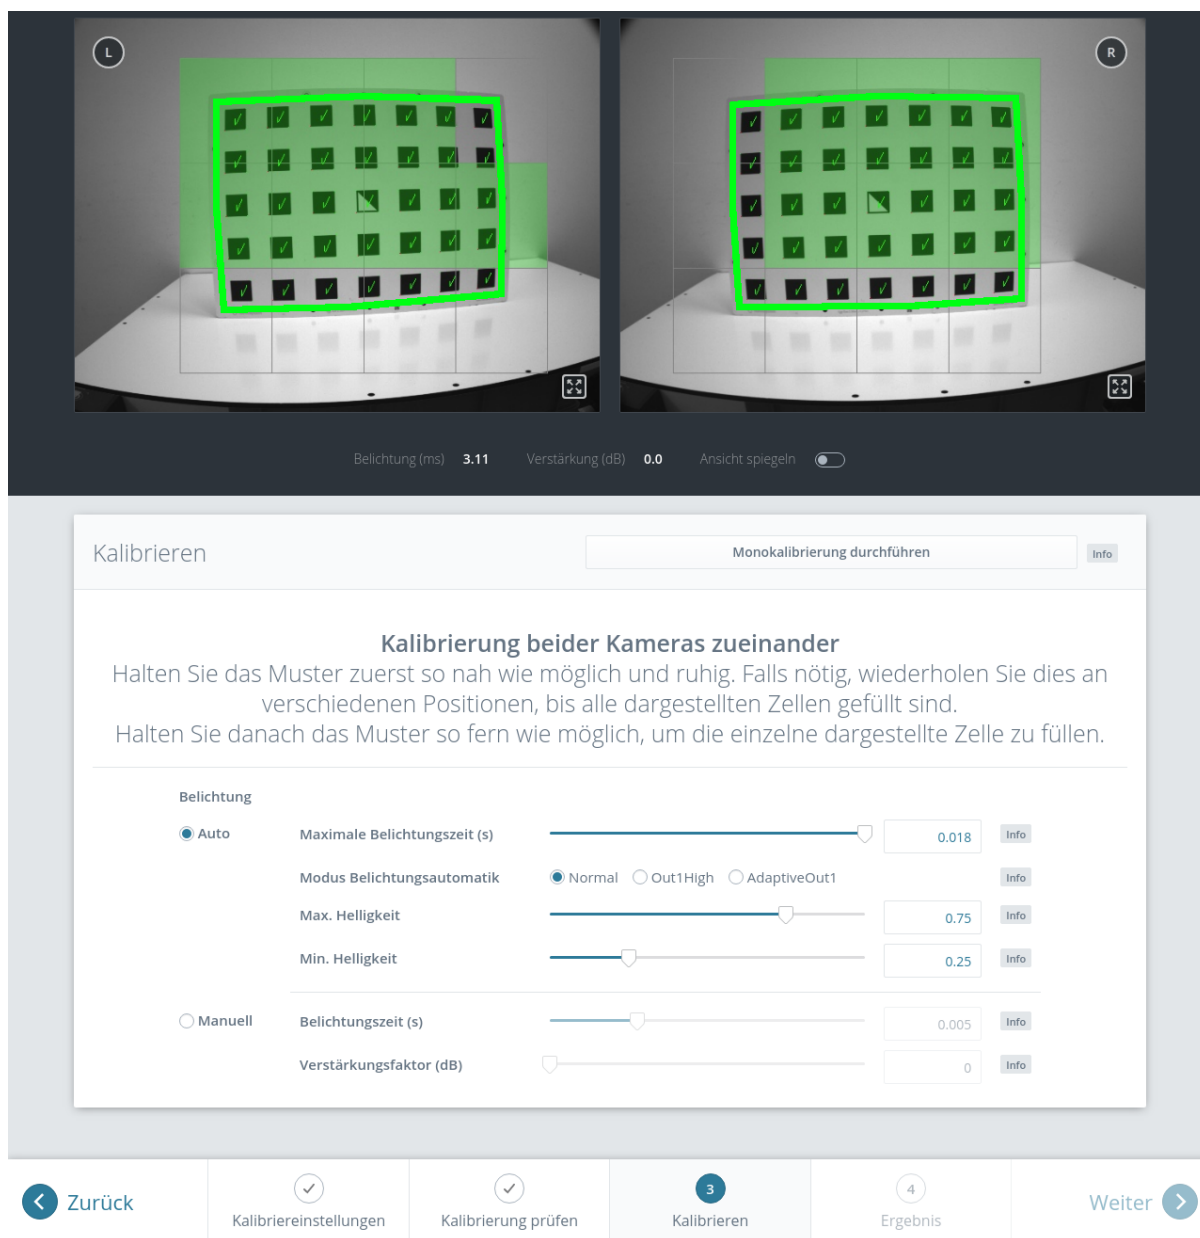 L
R
Belichtung (ms) 3.11 Verstärkung (dB) 0.0 Ansicht spiegeln
Kalibrieren
Monokalibrierung durchführen
Info
Kalibrierung beider Kameras zueinander
Halten Sie das Muster zuerst so nah wie möglich und ruhig. Falls nötig, wiederholen Sie dies an
verschiedenen Positionen, bis alle dargestellten Zellen gefüllt sind.
Halten Sie danach das Muster so fern wie möglich, um die einzelne dargestellte Zelle zu füllen.
Belichtung
Auto
Maximale Belichtungszeit (s) 0.018 Info
Modus Belichtungsautomatik Normal Out1High AdaptiveOut1 Info
Max. Helligkeit 0.75 Info
Min. Helligkeit 0.25 Info
Manuell
Belichtungszeit (s) 0.005 Info
Verstärkungsfaktor (dB) 0 Info
Zurück
Kalibriereinstellungen
Kalibrierung prüfen
3
Kalibrieren
4
Ergebnis
Weiter